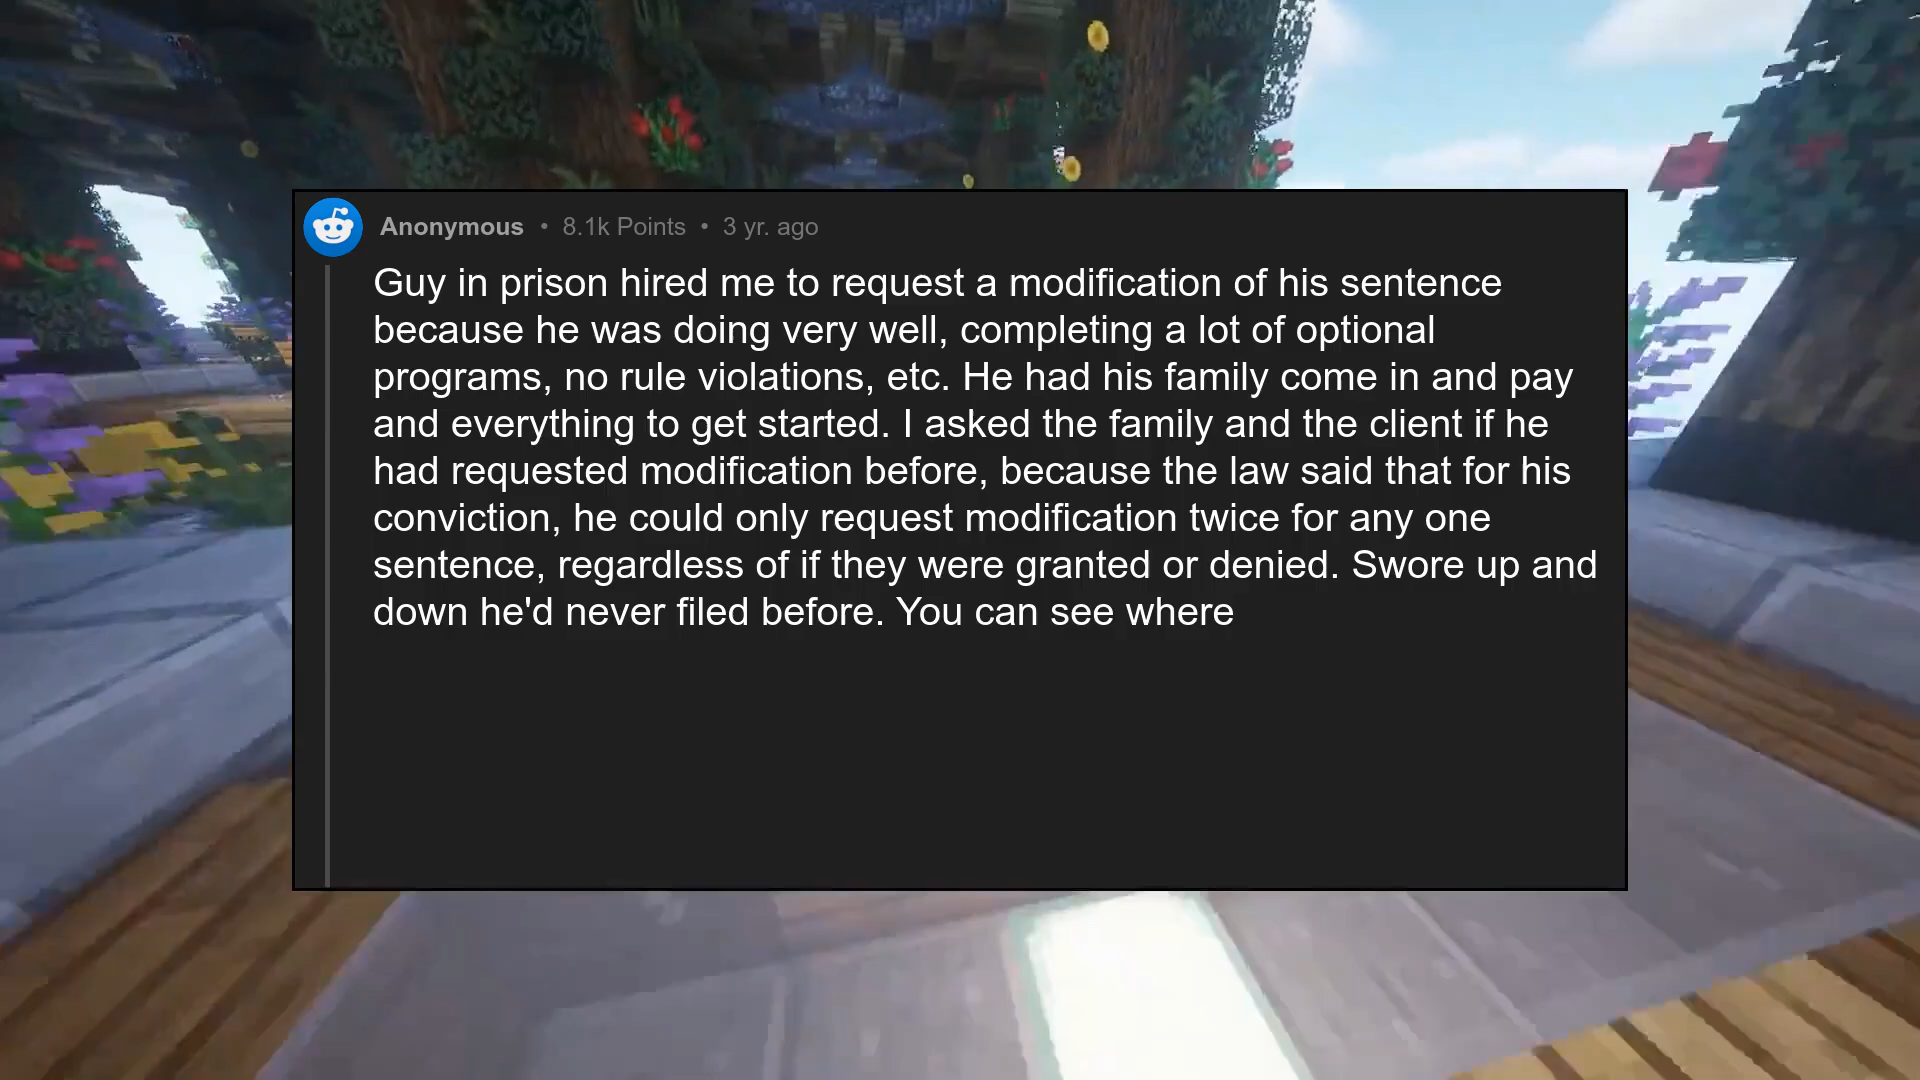 Anonymous • 8.1k Points • 3 yr. ago
Guy in prison hired me to request a modification of his sentence
because he was doing very well, completing a lot of optional
programs, no rule violations, etc. He had his family come in and pay
and everything to get started. I asked the family and the client if he
had requested modification before, because the law said that for his
conviction, he could only request modification twice for any one
sentence, regardless of if they were granted or denied. Swore up and
down he'd never filed before. You can see where